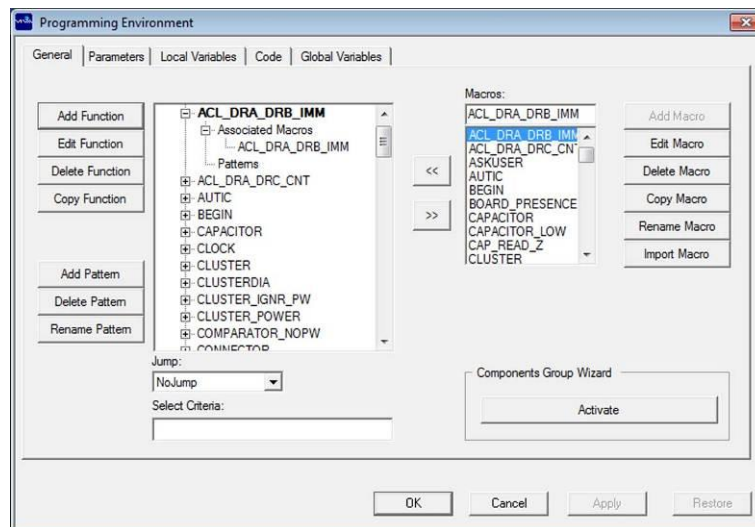 Programming Environment
General
Parameters
Local Variables
Code
Global Variables
Add Function
Edit Function
Delete Function
Copy Function
Add Pattern
Delete Pattern
Rename Pattern
ACL_DRA_DRB_IMM
Associated Macros
ACL_DRA_DRB_IMM
Patterns
ACL_DRA_DRC_CNT
AUTIC
BEGIN
CAPACITOR
CLOCK
CLUSTER
CLUSTERDIA
CLUSTER_IGNR_PW
CLUSTER_POWER
COMPARATOR_NOPW
CONNECTOR
Jump:
NoJump
Select Criteria:
<<
>>
Macros:
ACL_DRA_DRB_IMM
ACL_DRA_DRB_IMM
ACL_DRA_DRC_CNT
ASKUSER
AUTIC
BEGIN
BOARD_PRESENCE
CAPACITOR
CAPACITOR_LOW
CAP_READ_Z
CLUSTER
Add Macro
Edit Macro
Delete Macro
Copy Macro
Rename Macro
Import Macro
Components Group Wizard
Activate
OK
Cancel
Apply
Restore